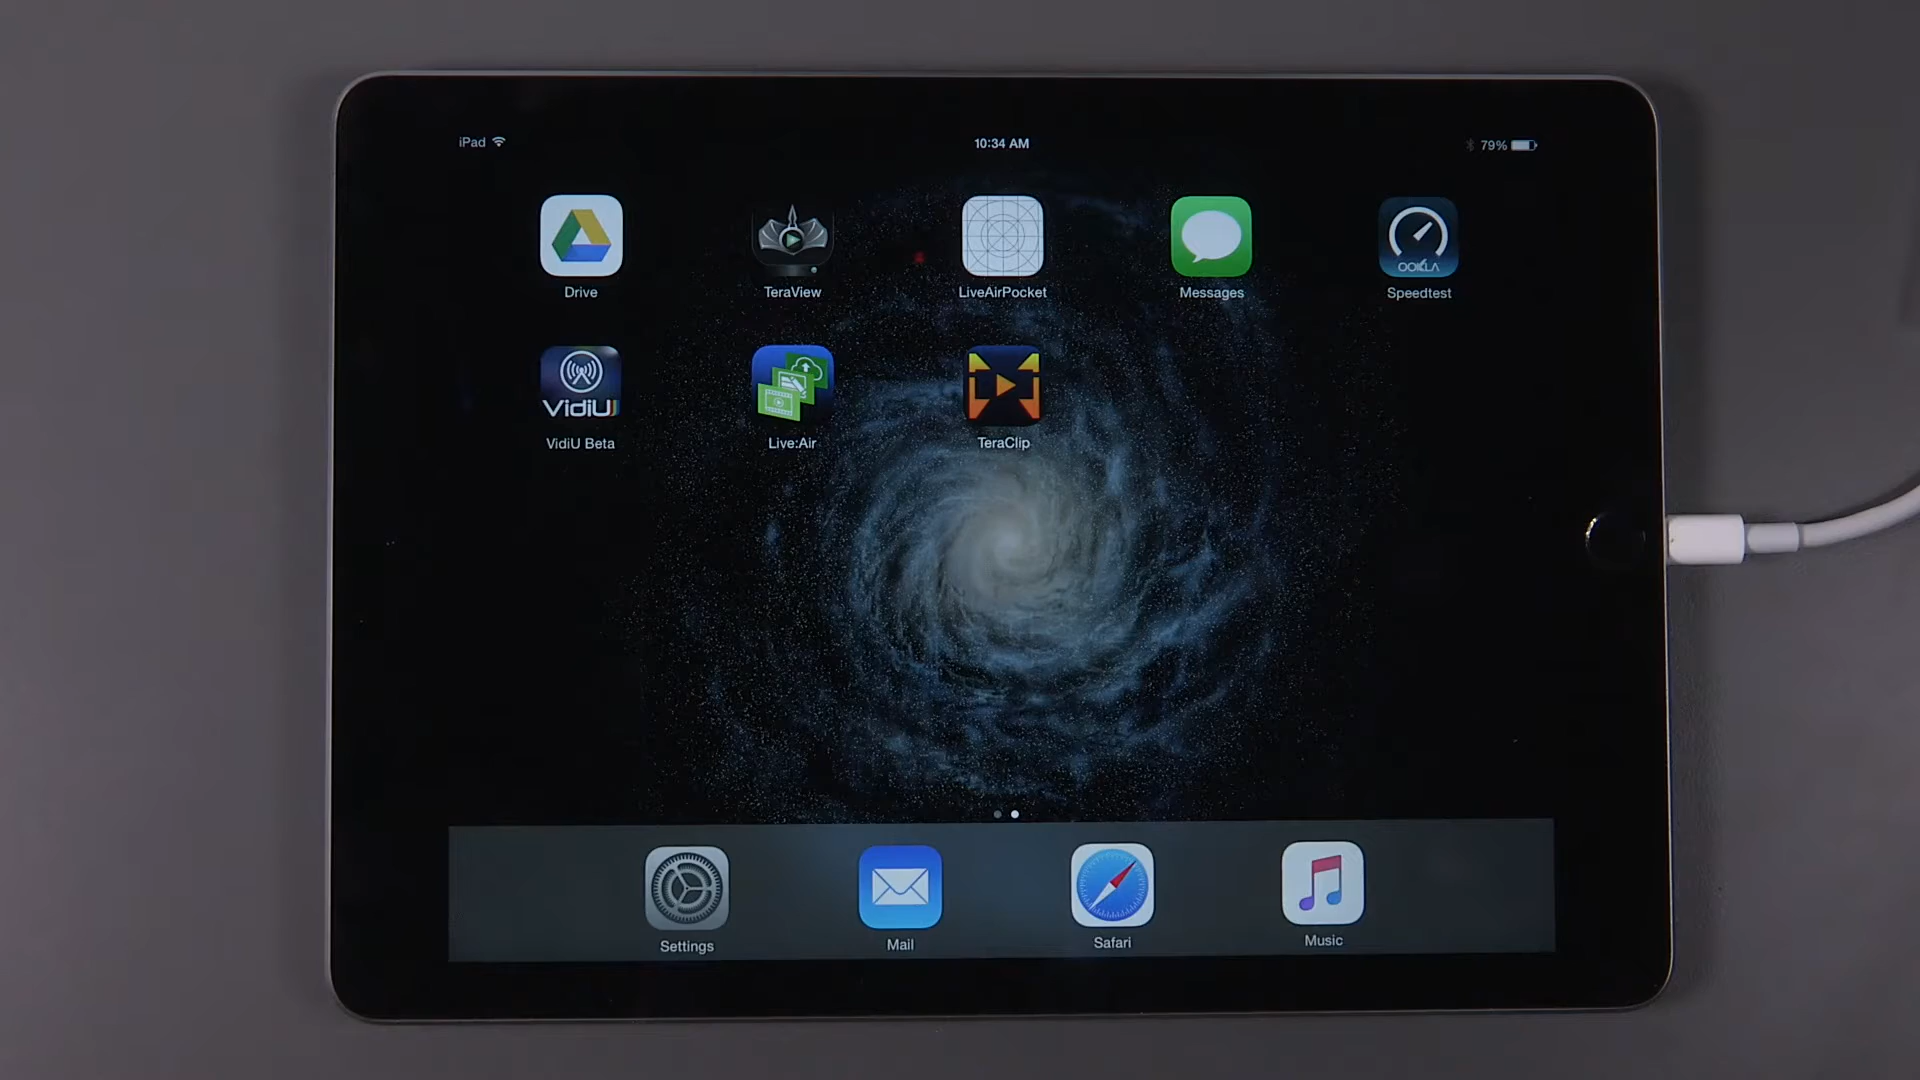 iPad
10:34 AM
79%
Drive
TeraView
LiveAirPocket
Messages
OOKLA
Speedtest
VidiU
VidiU Beta
Live:Air
TeraClip
Settings
Mail
Safari
Music